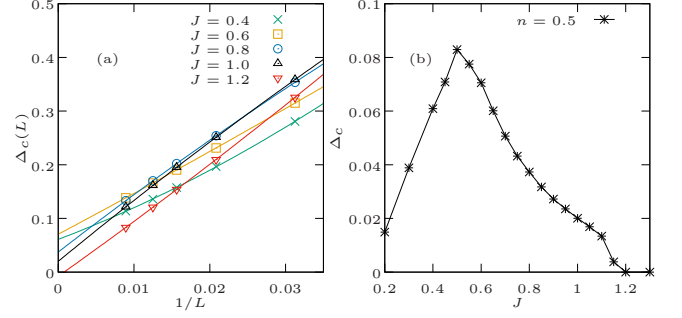 0.5
0.4
0.3
0.2
0.1
0
Δc(L)
(a)
J = 0.4
J = 0.6
J = 0.8
J = 1.0
J = 1.2
0 0.01 0.02 0.03
1/L
0.1
0.08
0.06
0.04
0.02
0
Δc
(b)
n = 0.5
0.2 0.4 0.6 0.8 1 1.2
J